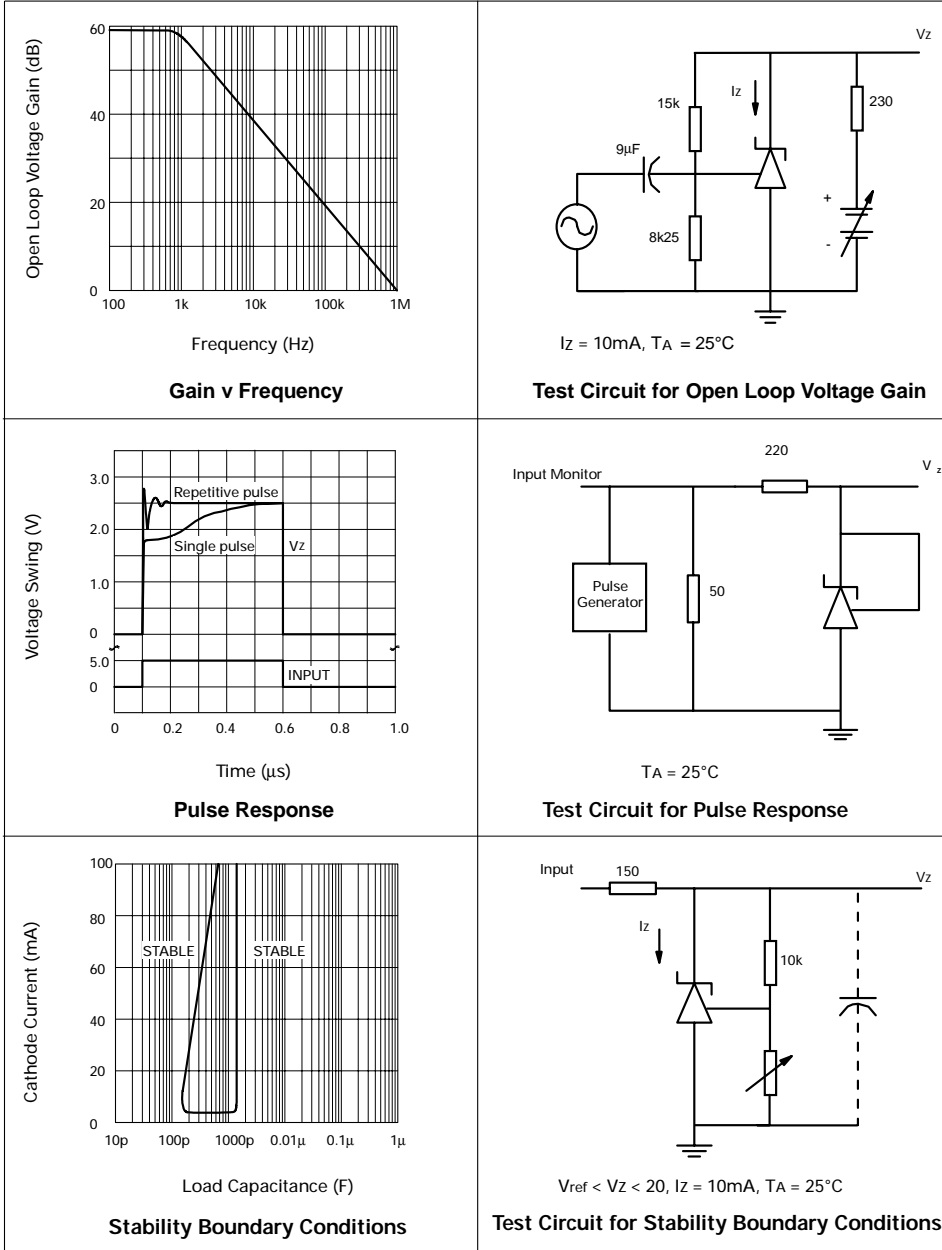 Open Loop Voltage Gain (dB)
60
40
20
0
100 1k 10k 100k 1M
Frequency (Hz)
Gain v Frequency
Vz
Iz
15k
230
9µF
+
8k25
-
Iz = 10mA, TA = 25°C
Test Circuit for Open Loop Voltage Gain
Voltage Swing (V)
3.0
Repetitive pulse
2.0
Single pulse Vz
1.0
0
5.0
INPUT
0
0 0.2 0.4 0.6 0.8 1.0
Time (µs)
Pulse Response
220
Input Monitor
V z
Pulse
Generator
50
TA = 25°C
Test Circuit for Pulse Response
Cathode Current (mA)
100
80
STABLE STABLE
60
40
20
0
10p 100p 1000p 0.01µ 0.1µ 1µ
Load Capacitance (F)
Stability Boundary Conditions
Input 150 Vz
Iz
10k
Vref < Vz < 20, Iz = 10mA, TA = 25°C
Test Circuit for Stability Boundary Conditions